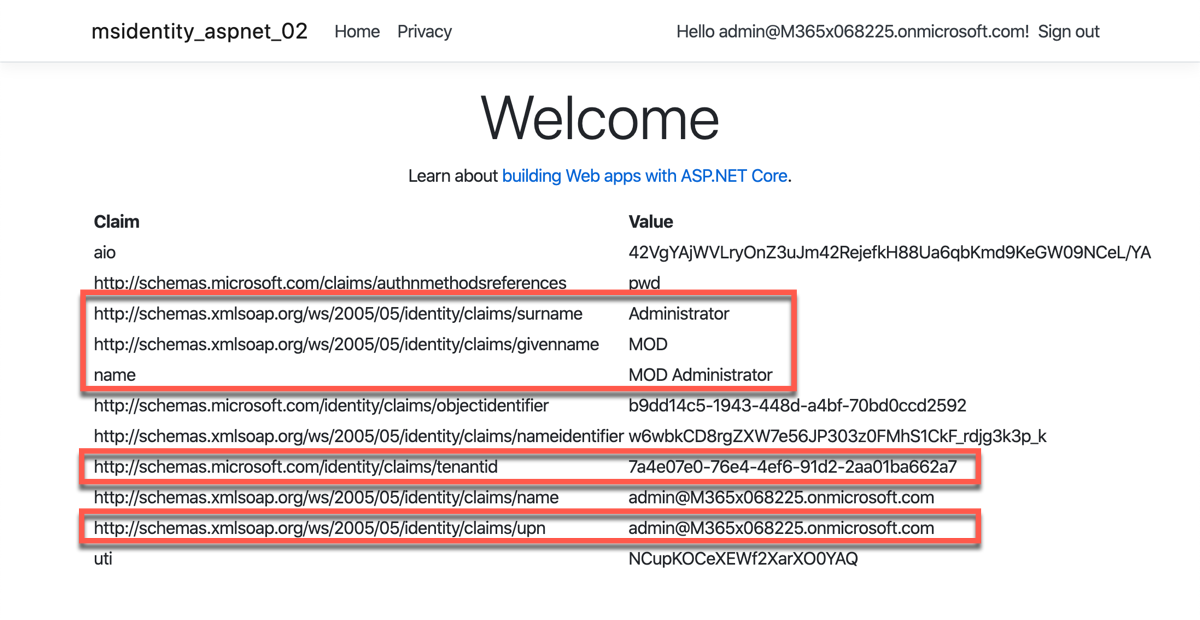 msidentity_aspnet_02 Home Privacy Hello admin@M365x068225.onmicrosoft.com! Sign out
Welcome
Learn about building Web apps with ASP.NET Core.
Claim Value
aio 42VgYAjWVLryOnZ3uJm42RejefkH88Ua6qbKmd9KeGW09NCeL/YA
http://schemas.microsoft.com/claims/authnmethodsreferences pwd
http://schemas.xmlsoap.org/ws/2005/05/identity/claims/surname Administrator
http://schemas.xmlsoap.org/ws/2005/05/identity/claims/givenname MOD
name MOD Administrator
http://schemas.microsoft.com/identity/claims/objectidentifier b9dd14c5-1943-448d-a4bf-70bd0ccd2592
http://schemas.xmlsoap.org/ws/2005/05/identity/claims/nameidentifier w6wbkCD8rgZXW7e56JP303z0FMhS1CkF_rdjg3k3p_k
http://schemas.microsoft.com/identity/claims/tenantid 7a4e07e0-76e4-4ef6-91d2-2aa01ba662a7
http://schemas.xmlsoap.org/ws/2005/05/identity/claims/name admin@M365x068225.onmicrosoft.com
http://schemas.xmlsoap.org/ws/2005/05/identity/claims/upn admin@M365x068225.onmicrosoft.com
uti NCupKOCeXEWf2XarXO0YAQ